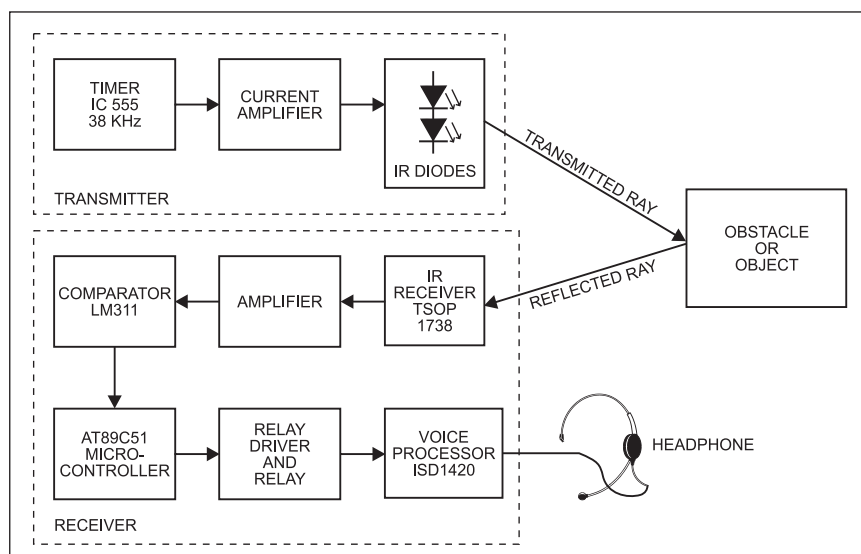 TIMER
IC 555
38 KHz
CURRENT
AMPLIFIER
IR DIODES
TRANSMITTER
TRANSMITTED RAY
OBSTACLE
OR
OBJECT
REFLECTED RAY
COMPARATOR
LM311
AMPLIFIER
IR
RECEIVER
TSOP
1738
AT89C51
MICRO-
CONTROLLER
RELAY
DRIVER
AND
RELAY
VOICE
PROCESSOR
ISD1420
HEADPHONE
RECEIVER